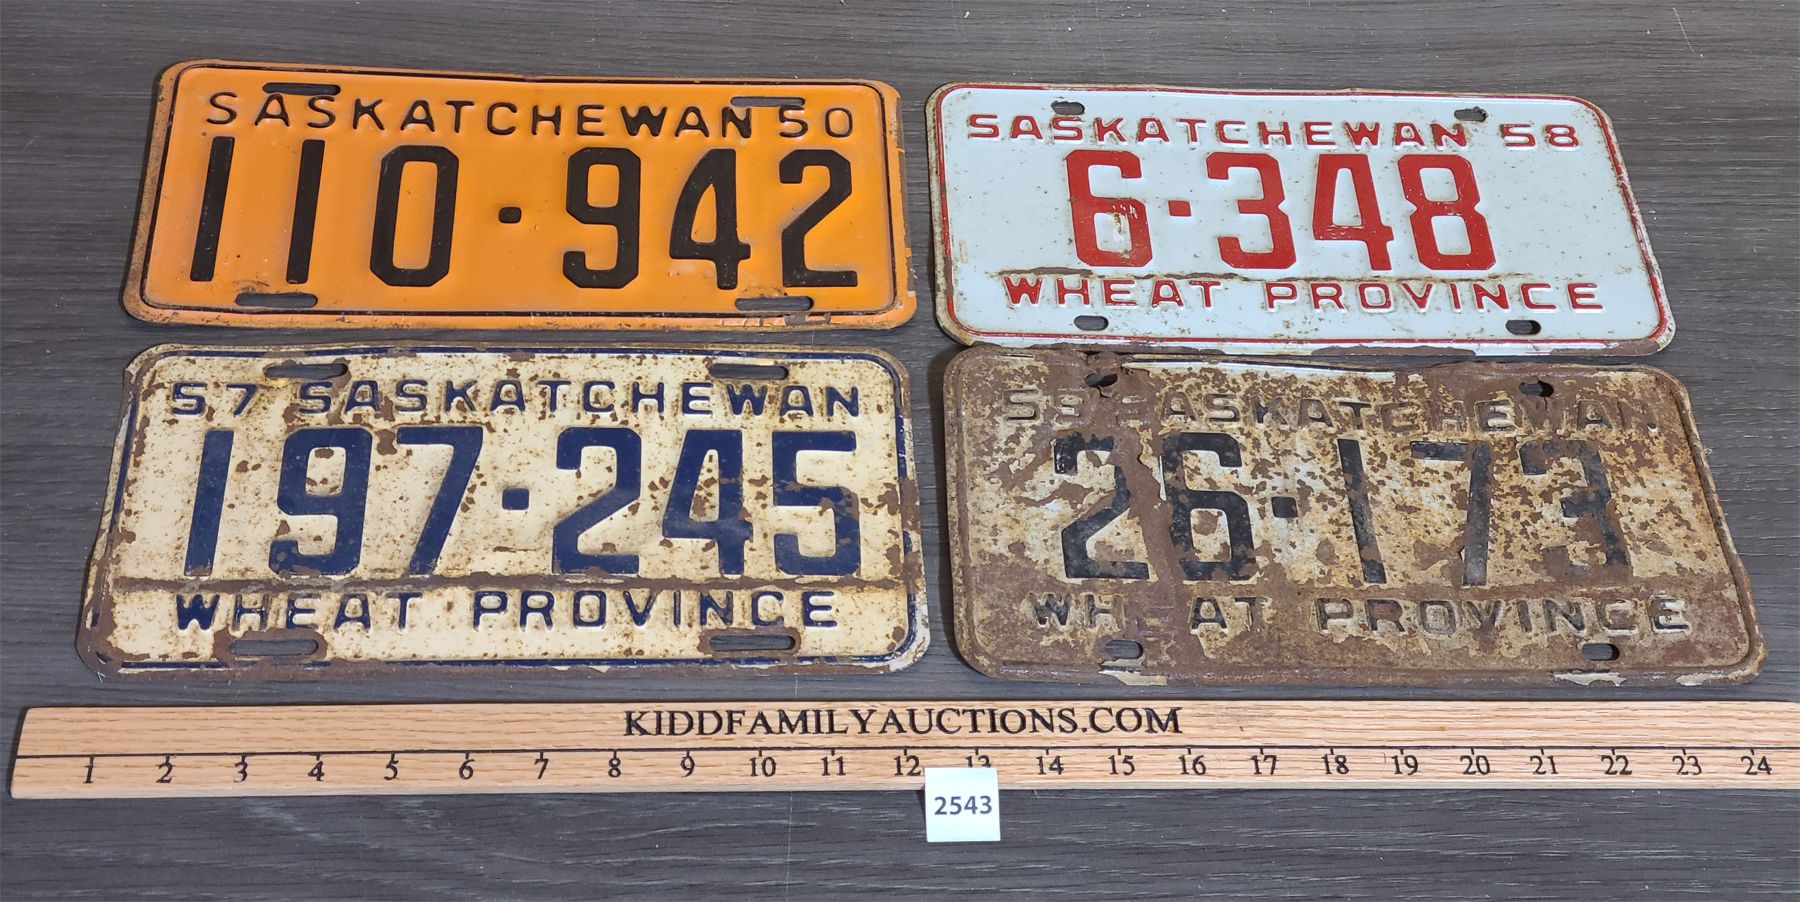 SASKATCHEWAN 50
110·942
SASKATCHEWAN 58
6·348
WHEAT PROVINCE
57 SASKATCHEWAN
197·245
WHEAT PROVINCE
59 SASKATCHEWAN
26·173
WHEAT PROVINCE
KIDDFAMILYAUCTIONS.COM
1 2 3 4 5 6 7 8 9 10 11 12 13 14 15 16 17 18 19 20 21 22 23 24
2543